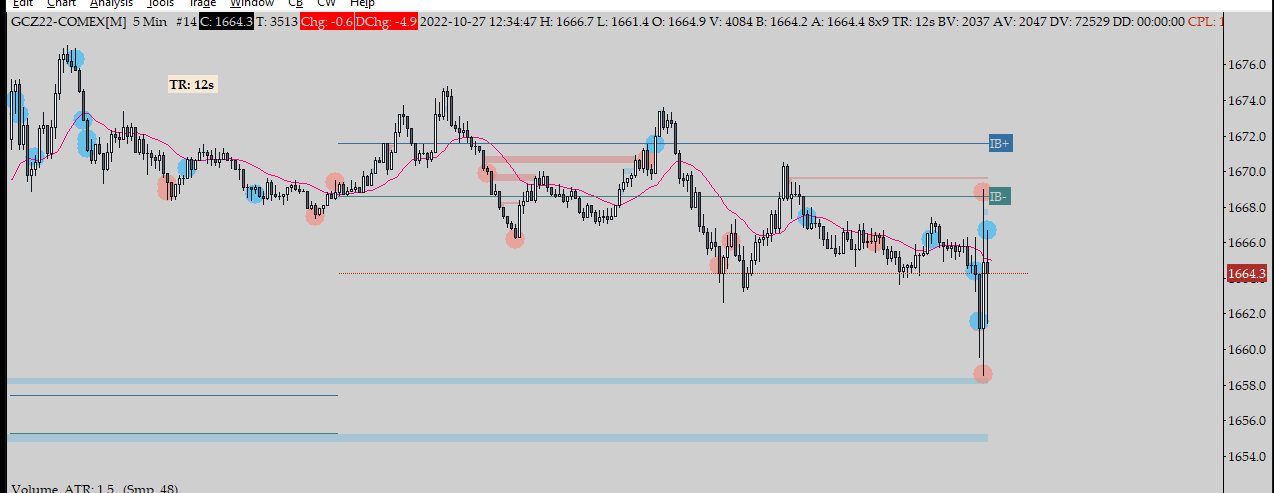 Edit Chart Analysis Tools Trade Window CB CW Help
GCZ22-COMEX[M] 5 Min #14 C: 1664.3 T: 3513 Chg: -0.6 DChg: -4.9 2022-10-27 12:34:47 H: 1666.7 L: 1661.4 O: 1664.9 V: 4084 B: 1664.2 A: 1664.4 8x9 TR: 12s BV: 2037 AV: 2047 DV: 72529 DD: 00:00:00 CPL: 1
1676.0
TR: 12s
1674.0
1672.0
IB+
1670.0
IB-
1668.0
1666.0
1664.3
1662.0
1660.0
1658.0
1656.0
1654.0
Volume ATR: 1.5 (Smp 48)